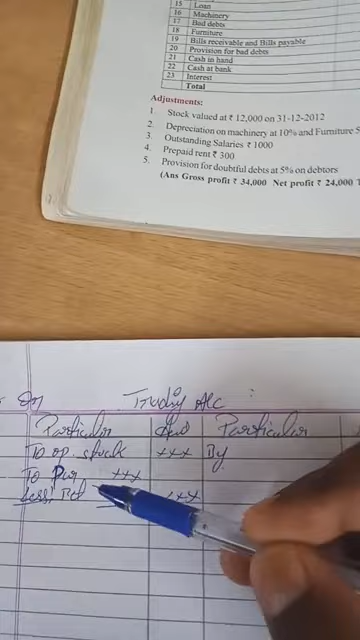 15 Loan
16 Machinery
17 Bad debts
18 Furniture
19 Bills receivable and Bills payable
20 Provision for bad debts
21 Cash in hand
22 Cash at bank
23 Interest
Total
Adjustments:
1. Stock valued at ₹ 12,000 on 31-12-2012
2. Depreciation on machinery at 10% and Furniture 5
3. Outstanding Salaries ₹ 1000
4. Prepaid rent ₹ 300
5. Provision for doubtful debts at 5% on debtors
(Ans Gross profit ₹ 34,000 Net profit ₹ 24,000
Dr Trading A/C
Particular Particular
To op. stock xxx By
To Pur xxx
Less: xxx